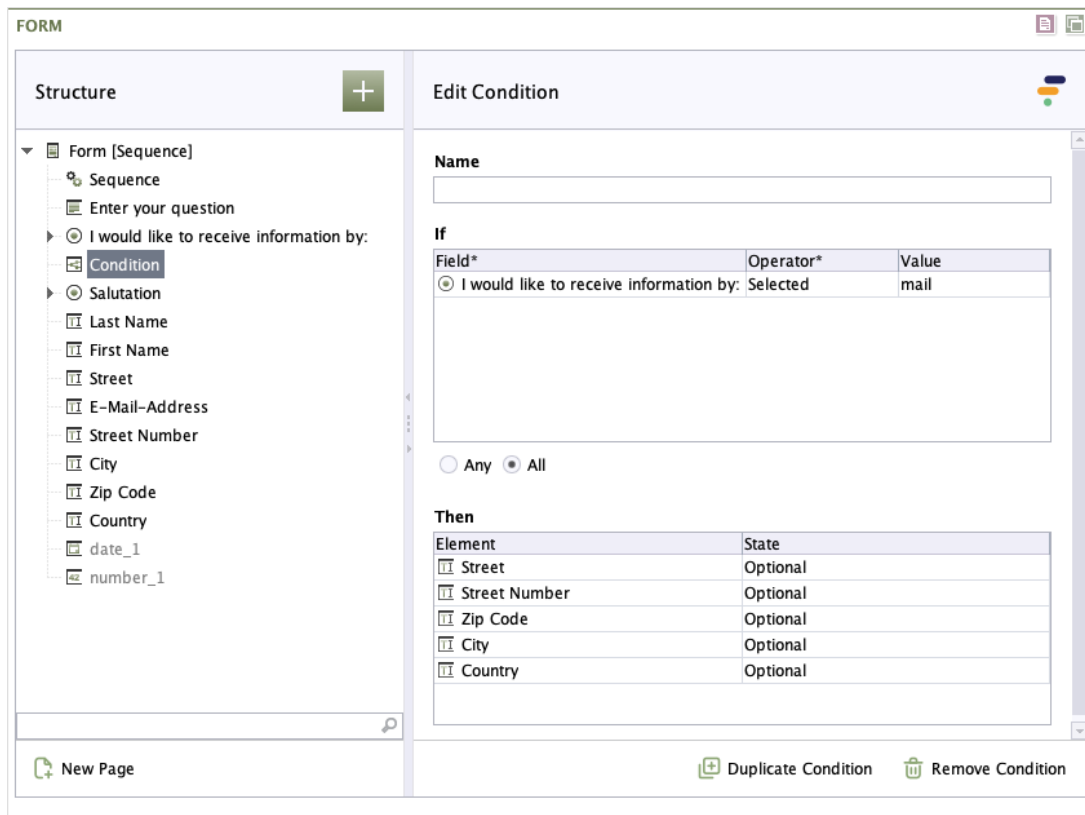 FORM
Structure
Form [Sequence]
Sequence
Enter your question
I would like to receive information by:
Condition
Salutation
Last Name
First Name
Street
E-Mail-Address
Street Number
City
Zip Code
Country
date_1
number_1
New Page
Edit Condition
Name
If
Field* Operator* Value
I would like to receive information by: Selected mail
Any All
Then
Element State
Street Optional
Street Number Optional
Zip Code Optional
City Optional
Country Optional
Duplicate Condition Remove Condition